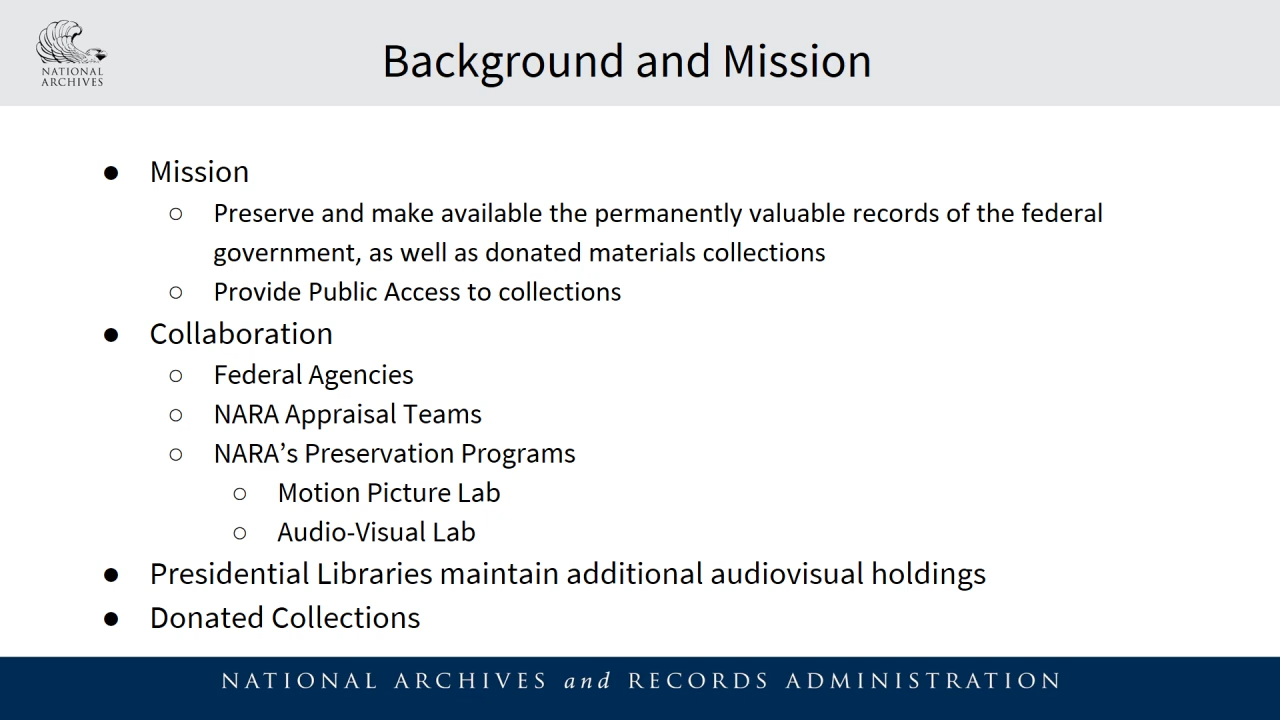 NATIONAL
ARCHIVES
Background and Mission
● Mission
○ Preserve and make available the permanently valuable records of the federal
government, as well as donated materials collections
○ Provide Public Access to collections
● Collaboration
○ Federal Agencies
○ NARA Appraisal Teams
○ NARA’s Preservation Programs
○ Motion Picture Lab
○ Audio-Visual Lab
● Presidential Libraries maintain additional audiovisual holdings
● Donated Collections
NATIONAL ARCHIVES and RECORDS ADMINISTRATION